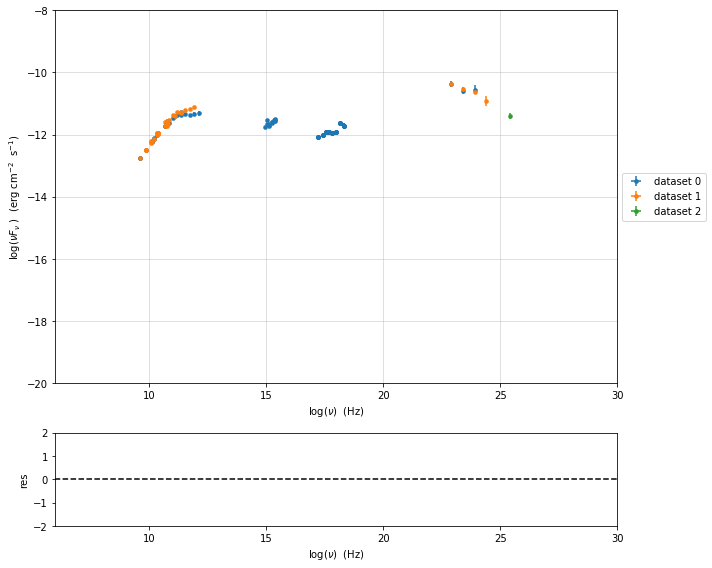 −8
−10
−12
−14
−16
−18
−20
log(νFν )  (erg cm⁻²  s⁻¹)
10 15 20 25 30
log(ν)  (Hz)
dataset 0
dataset 1
dataset 2
2
1
0
−1
−2
res
10 15 20 25 30
log(ν)  (Hz)